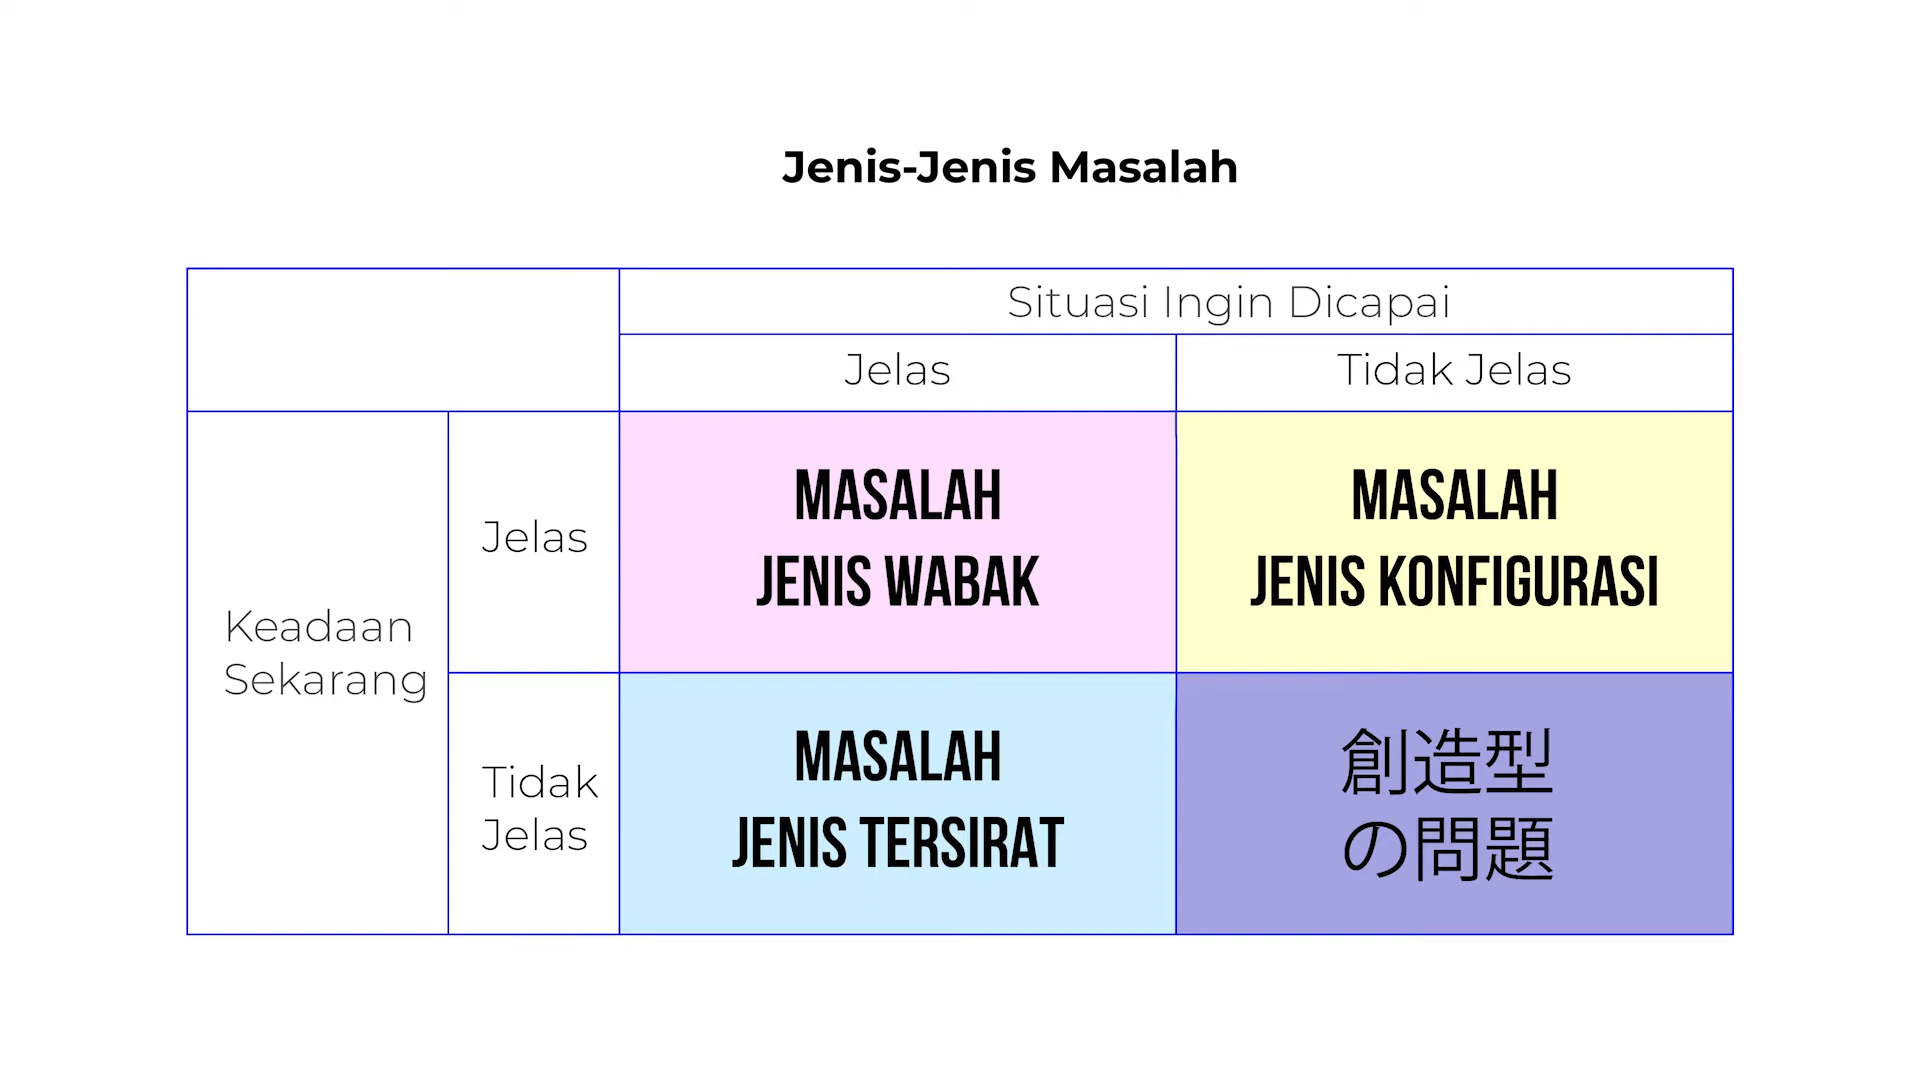 Jenis-Jenis Masalah
Situasi Ingin Dicapai
Jelas
Tidak Jelas
Keadaan
Sekarang
Jelas
MASALAH
JENIS WABAK
MASALAH
JENIS KONFIGURASI
Tidak
Jelas
MASALAH
JENIS TERSIRAT
創造型
の問題